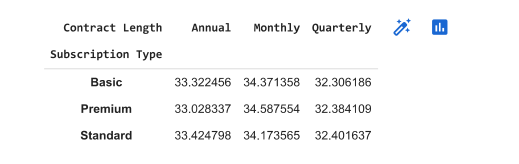 Contract Length Annual Monthly Quarterly
Subscription Type
Basic 33.322456 34.371358 32.306186
Premium 33.028337 34.587554 32.384109
Standard 33.424798 34.173565 32.401637